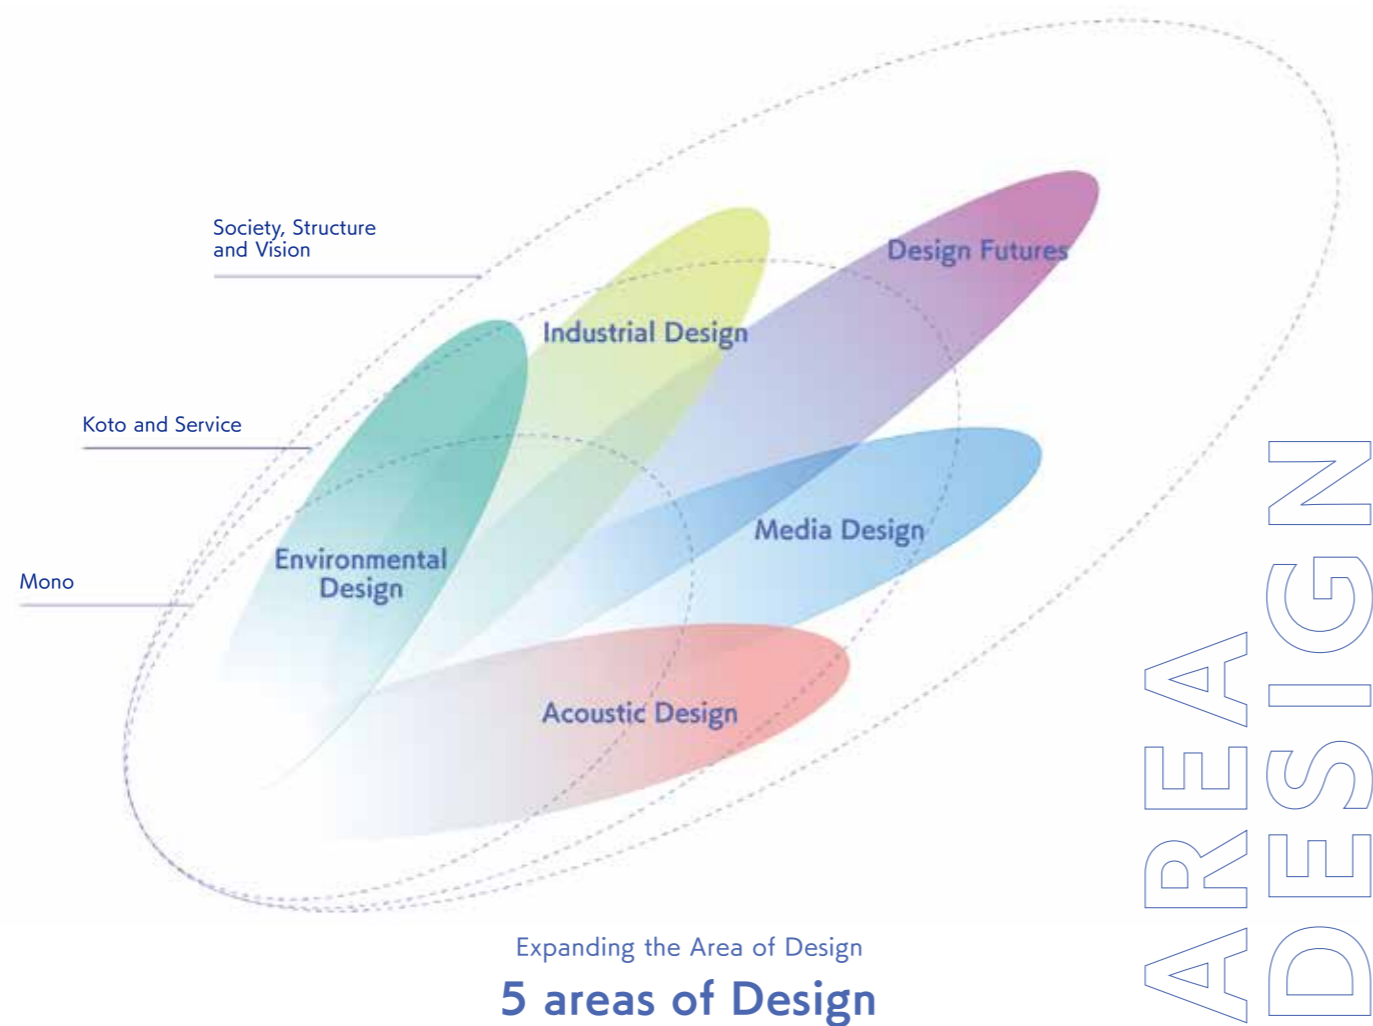 Society, Structure
and Vision
Design Futures
Industrial Design
Koto and Service
Media Design
Environmental
Design
Mono
Acoustic Design
AREA
DESIGN
Expanding the Area of Design
5 areas of Design